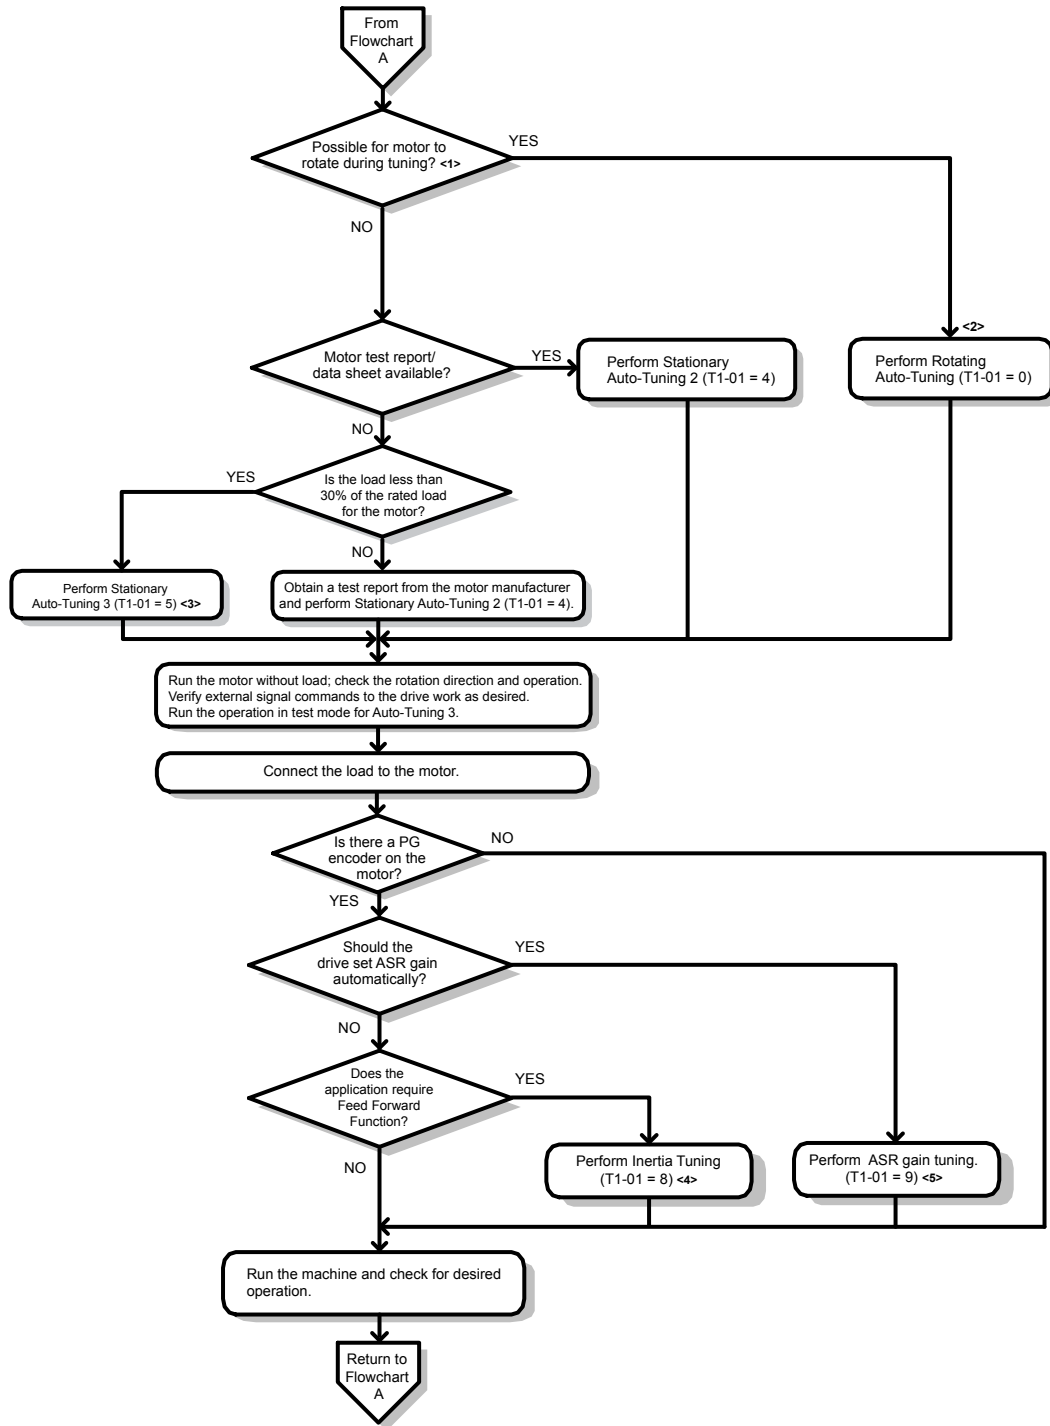 From
Flowchart
A
Possible for motor to
rotate during tuning? <1>
YES
NO
<2>
Motor test report/
data sheet available?
YES
Perform Stationary
Auto-Tuning 2 (T1-01 = 4)
Perform Rotating
Auto-Tuning (T1-01 = 0)
NO
YES
Is the load less than
30% of the rated load
for the motor?
NO
Perform Stationary
Auto-Tuning 3 (T1-01 = 5) <3>
Obtain a test report from the motor manufacturer
and perform Stationary Auto-Tuning 2 (T1-01 = 4).
Run the motor without load; check the rotation direction and operation.
Verify external signal commands to the drive work as desired.
Run the operation in test mode for Auto-Tuning 3.
Connect the load to the motor.
Is there a PG
encoder on the
motor?
NO
YES
Should the
drive set ASR gain
automatically?
YES
NO
Does the
application require
Feed Forward
Function?
YES
NO
Perform Inertia Tuning
(T1-01 = 8) <4>
Perform ASR gain tuning.
(T1-01 = 9) <5>
Run the machine and check for desired
operation.
Return to
Flowchart
A